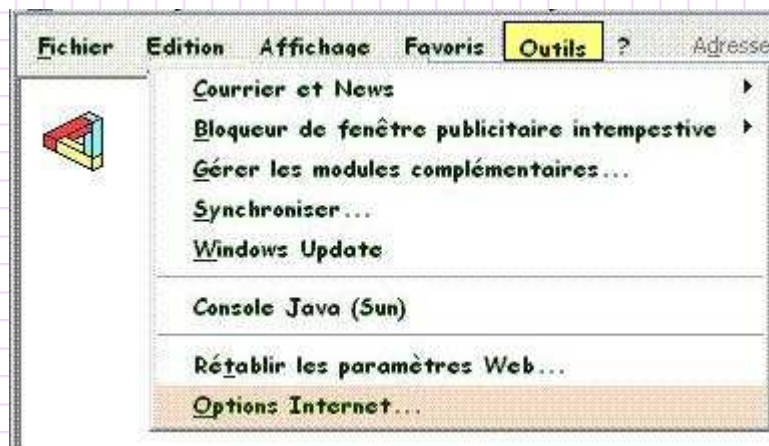 Fichier Edition Affichage Favoris Outils ? Adresse
Courrier et News
Bloqueur de fenêtre publicitaire intempestive
Gérer les modules complémentaires...
Synchroniser...
Windows Update
Console Java (Sun)
Rétablir les paramètres Web...
Options Internet...